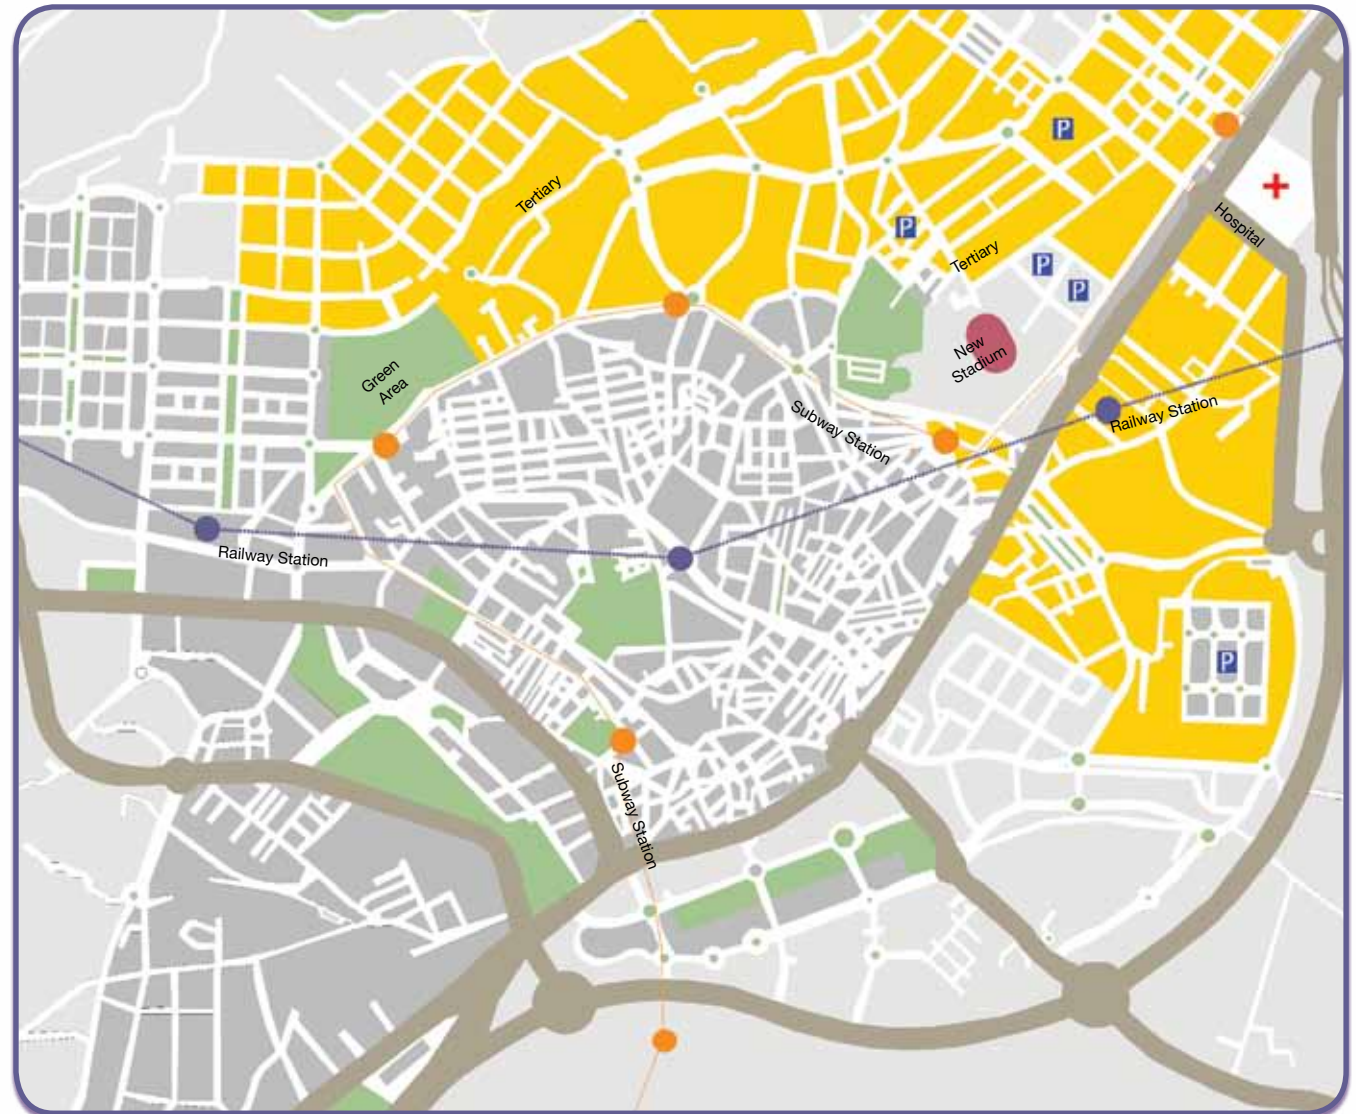 P
Hospital
Tertiary
P
Tertiary
P
P
New
Stadium
Green
Area
Railway Station
Subway Station
Railway Station
P
Subway Station